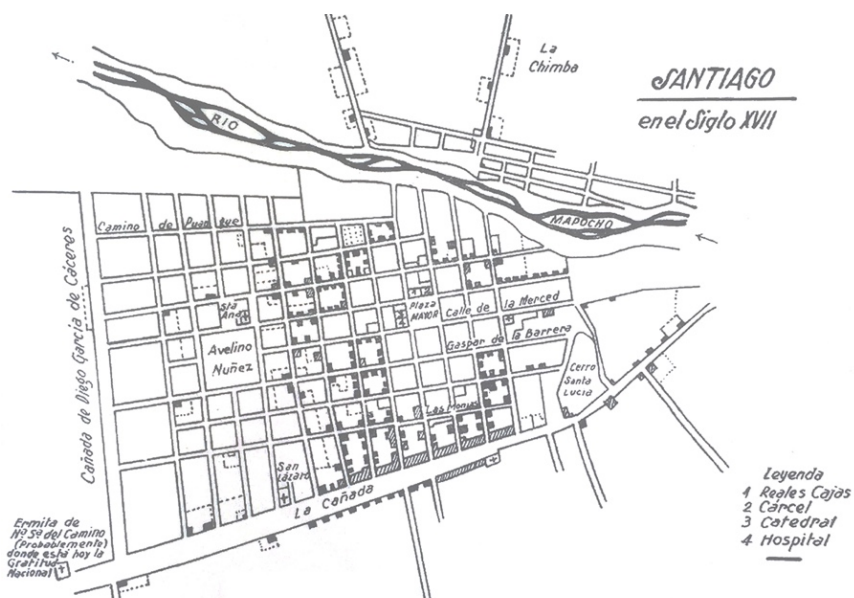 SANTIAGO
en el Siglo XVII
La
Chimba
RIO
MAPOCHO
Camino de Puangue
Cañada de Diego García de Cáceres
Sta
Ana
Plaza
MAYOR
Calle de la Merced
Gaspar de la Barrera
Avelino
Nuñez
Cerro
Santa
Lucia
Las Monjas
San
Lázaro
La Cañada
Ermita de
Nª Sª del Camino
(Probablemente)
donde está hoy la
Gratitud
Nacional
Leyenda
1 Reales Cajas
2 Cárcel
3 Catedral
4 Hospital